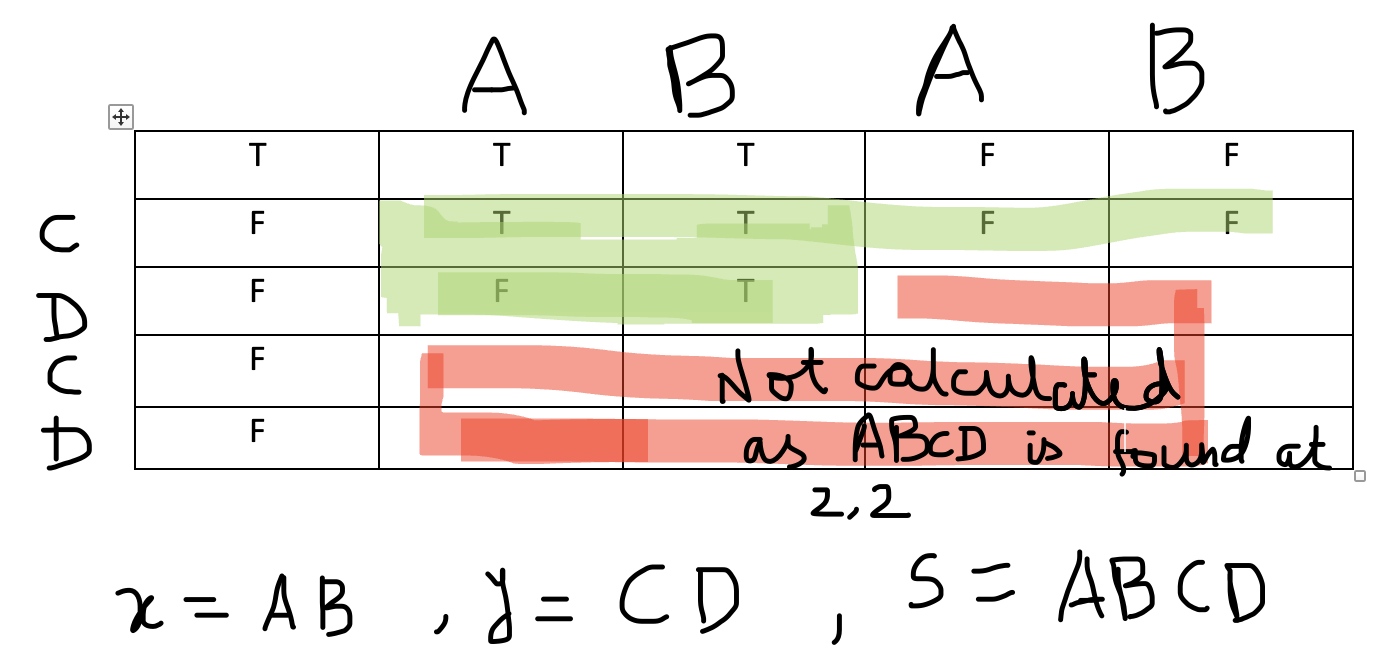 A B A B
T T T F F
C F T T F F
D F F T
C F Not calculated
D F as ABCD is found at
2,2
x = AB , y = CD , S = ABCD